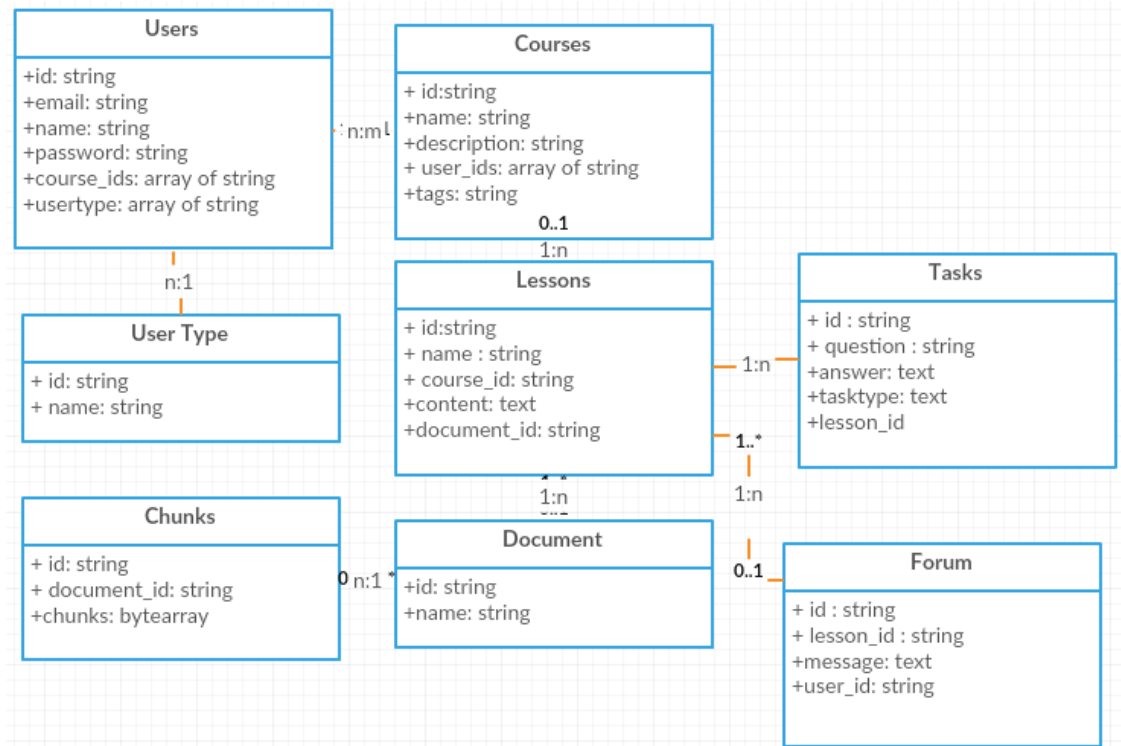 Users
+id: string
+email: string
+name: string
+password: string
+course_ids: array of string
+usertype: array of string
n:m
Courses
+ id:string
+name: string
+description: string
+ user_ids: array of string
+tags: string
0..1
1:n
n:1
User Type
+ id: string
+ name: string
Lessons
+ id:string
+ name : string
+ course_id: string
+content: text
+document_id: string
1:n
Tasks
+ id : string
+ question : string
+answer: text
+tasktype: text
+lesson_id
1..*
1:n
0..1
1:n
Chunks
+ id: string
+ document_id: string
+chunks: bytearray
0 n:1 *
Document
+id: string
+name: string
Forum
+ id : string
+ lesson_id : string
+message: text
+user_id: string